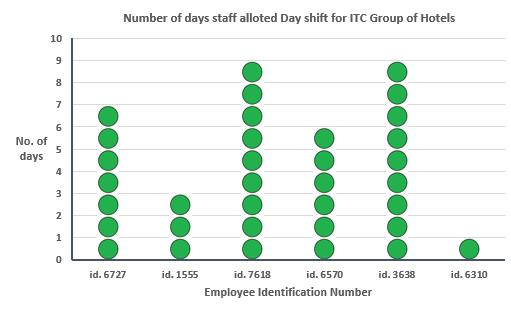 Number of days staff alloted Day shift for ITC Group of Hotels
10
9
8
7
6
5
4
3
2
1
0
No. of
days
id. 6727
id. 1555
id. 7618
id. 6570
id. 3638
id. 6310
Employee Identification Number